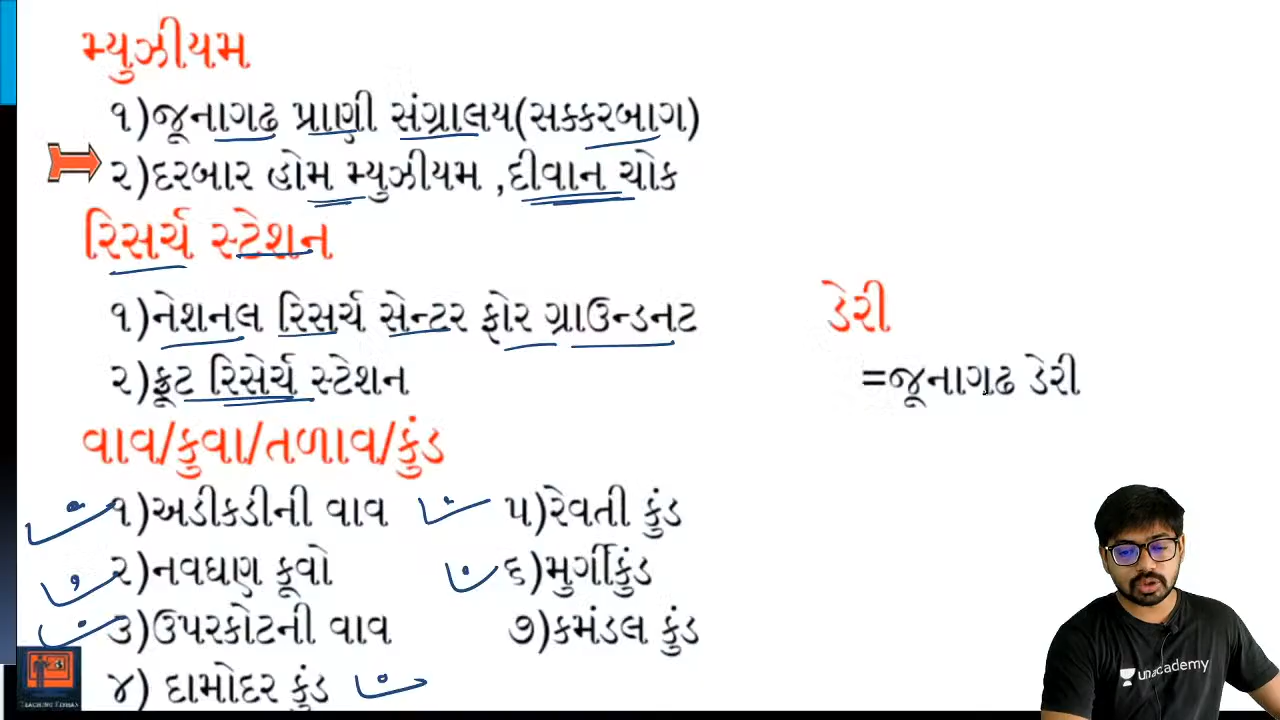 મ્યુઝીયમ
૧)જૂનાગઢ પ્રાણી સંગ્રાલય(સક્કરબાગ)
૨)દરબાર હોમ મ્યુઝીયમ ,દીવાન ચોક
રિસર્ચ સ્ટેશન
૧)નેશનલ રિસર્ચ સેન્ટર ફોર ગ્રાઉન્ડનટ
૨)ફ્રૂટ રિસેર્ચ સ્ટેશન
વાવ/કુવા/તળાવ/કુંડ
૧)અડીકડીની વાવ
૨)નવઘણ કૂવો
૩)ઉપરકોટની વાવ
૪) દામોદર કુંડ
૫)રેવતી કુંડ
૬)મુર્ગીકુંડ
૭)કમંડલ કુંડ
ડેરી
=જૂનાગઢ ડેરી
unacademy